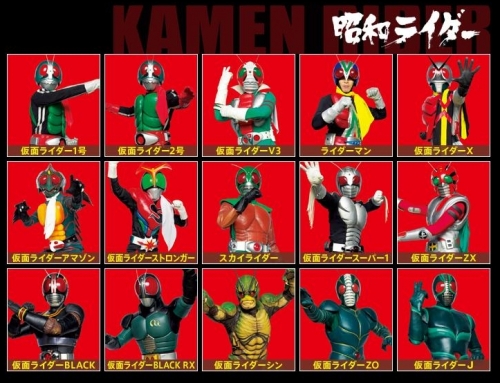 KAMEN RIDER
昭和ライダー
仮面ライダー1号
仮面ライダー2号
仮面ライダーV3
ライダーマン
仮面ライダーX
仮面ライダーアマゾン
仮面ライダーストロンガー
スカイライダー
仮面ライダースーパー1
仮面ライダーZX
仮面ライダーBLACK
仮面ライダーBLACK RX
仮面ライダーシン
仮面ライダーZO
仮面ライダーJ